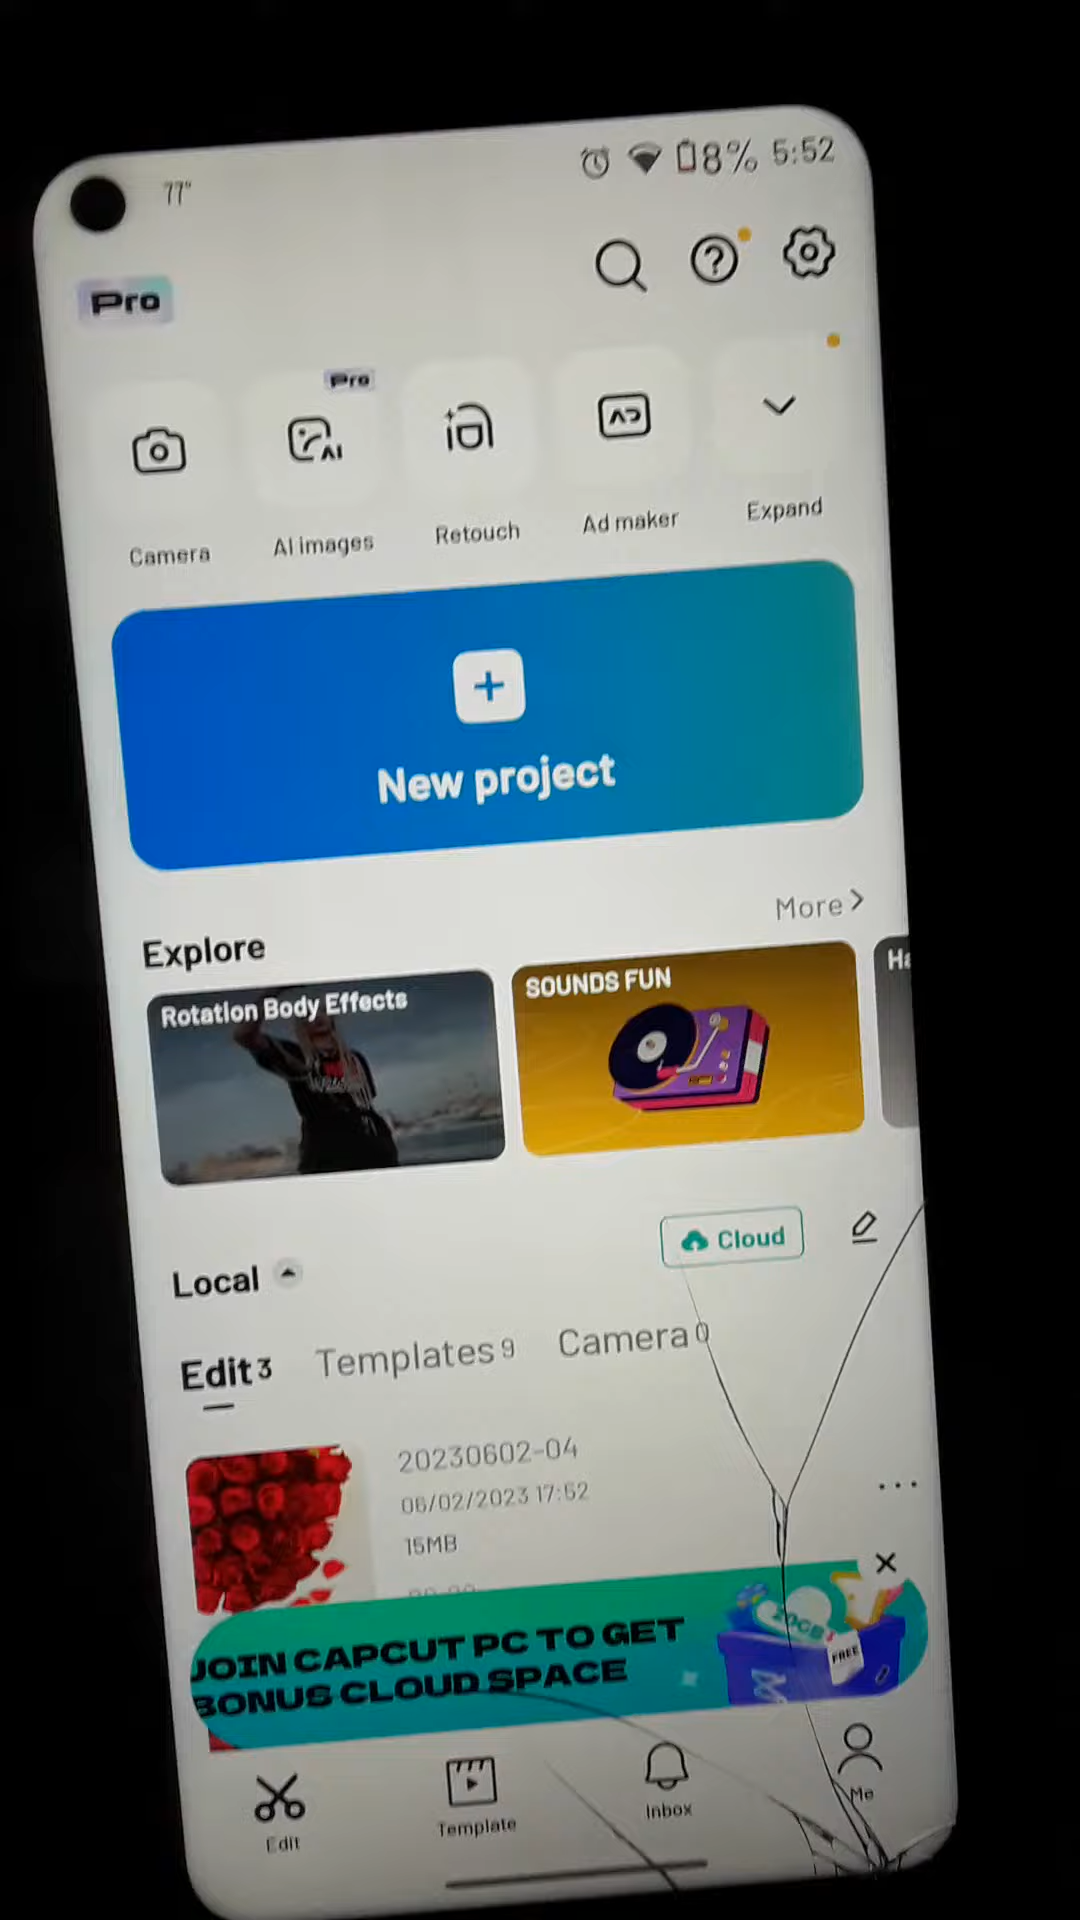 77°
8% 5:52
Pro
Pro
AI
AD
Camera
AI images
Retouch
Ad maker
Expand
New project
Explore
More
Rotation Body Effects
SOUNDS FUN
Cloud
Local
Edit 3
Templates 9
Camera 0
20230602-04
06/02/2023 17:52
15MB
JOIN CAPCUT PC TO GET
BONUS CLOUD SPACE
FREE
Edit
Template
Inbox
Me